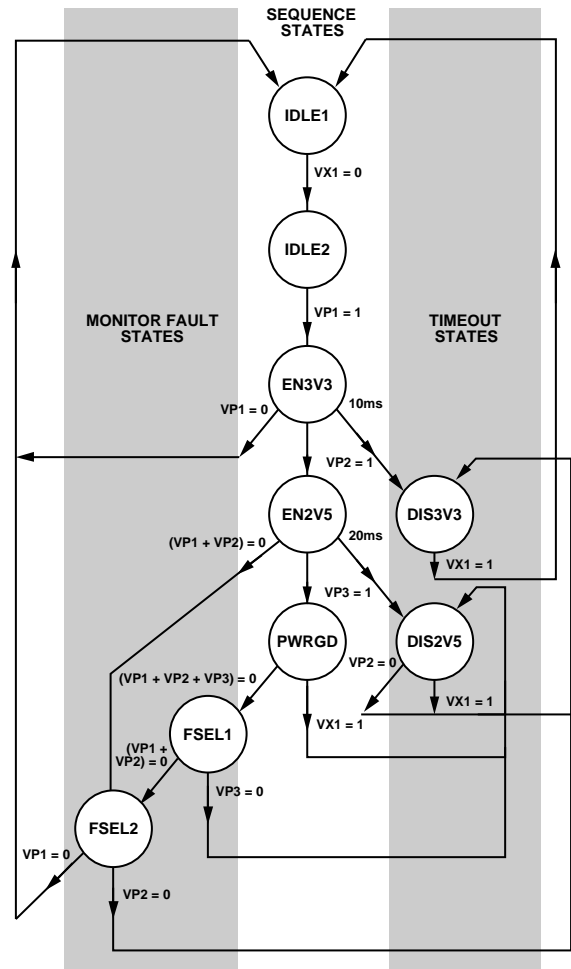 SEQUENCE
STATES
IDLE1
VX1 = 0
IDLE2
MONITOR FAULT
STATES
VP1 = 1
TIMEOUT
STATES
EN3V3
VP1 = 0
10ms
VP2 = 1
EN2V5
DIS3V3
(VP1 + VP2) = 0
20ms
VX1 = 1
VP3 = 1
PWRGD
DIS2V5
VP2 = 0
(VP1 + VP2 + VP3) = 0
VX1 = 1
VX1 = 1
FSEL1
(VP1 +
VP2) = 0
VP3 = 0
FSEL2
VP1 = 0
VP2 = 0